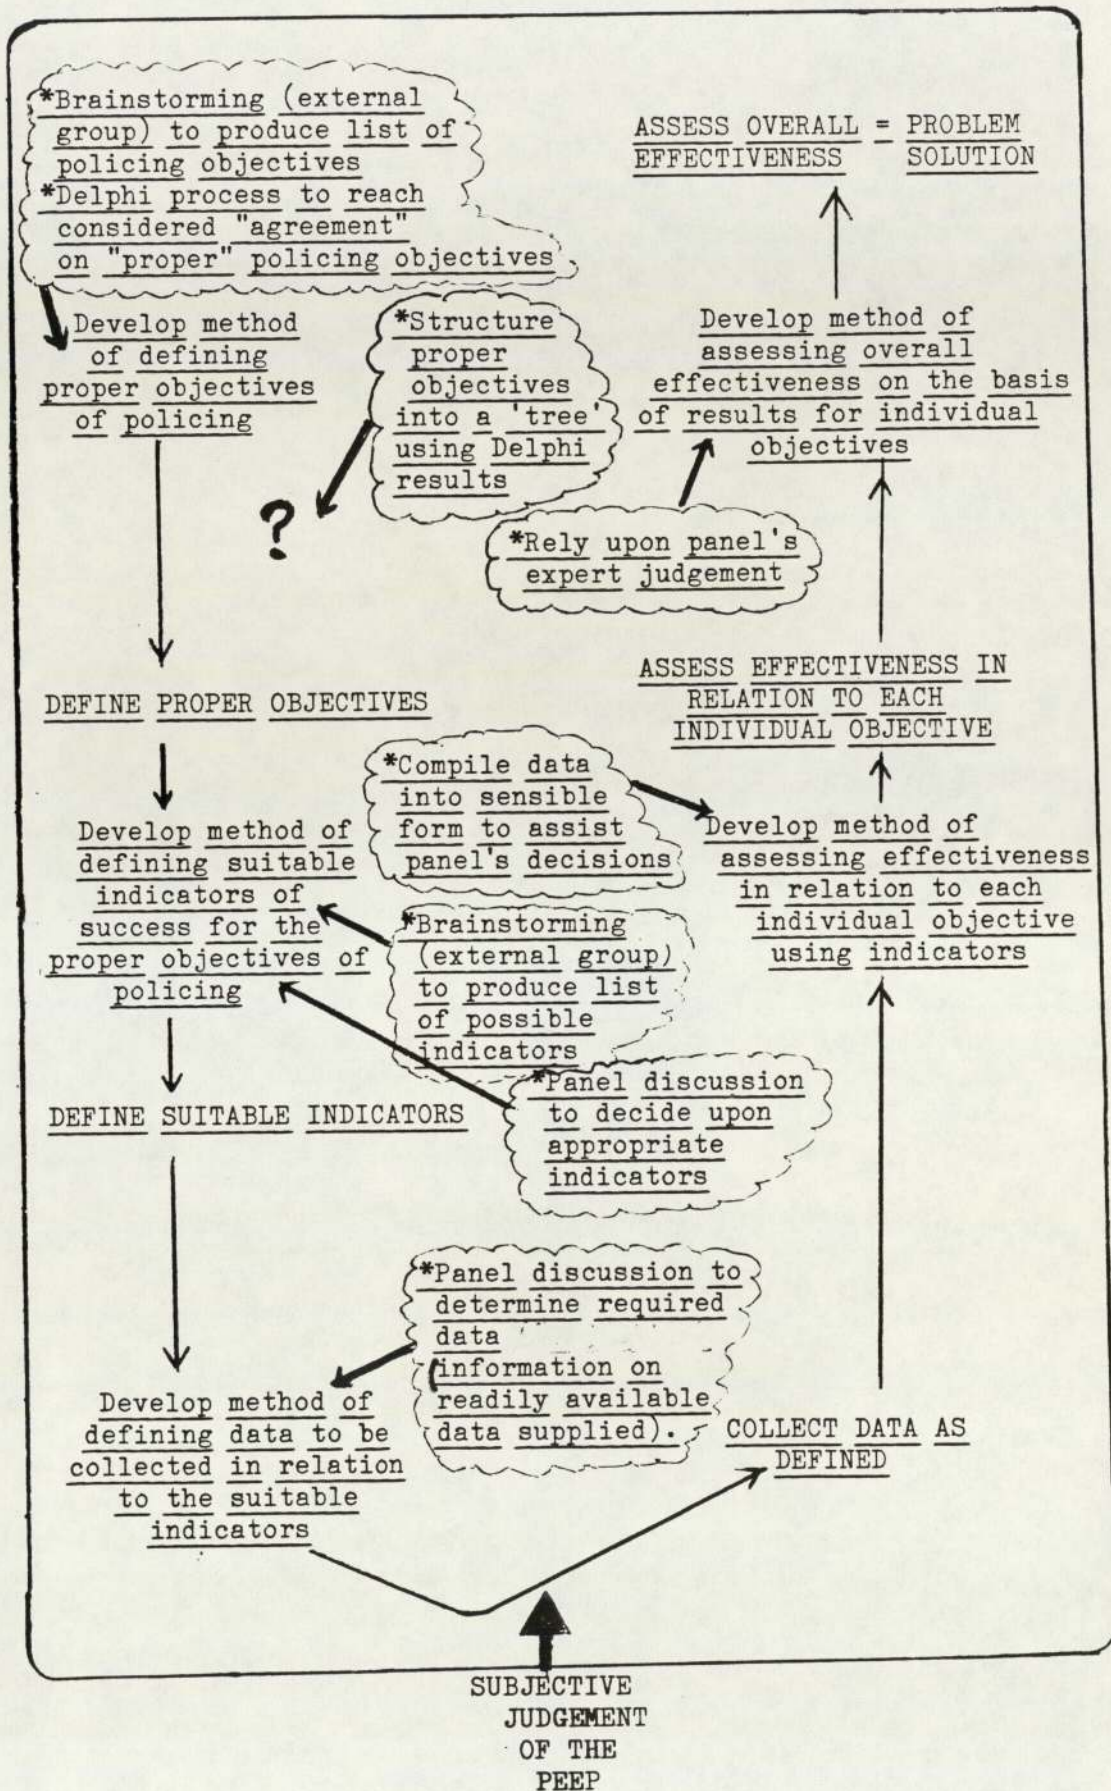 *Brainstorming (external
group) to produce list of
policing objectives
*Delphi process to reach
considered "agreement"
on "proper" policing objectives
Develop method
of defining
proper objectives
of policing
*Structure
proper
objectives
into a 'tree'
using Delphi
results
?
ASSESS OVERALL = PROBLEM
EFFECTIVENESS SOLUTION
Develop method of
assessing overall
effectiveness on the basis
of results for individual
objectives
*Rely upon panel's
expert judgement
DEFINE PROPER OBJECTIVES
ASSESS EFFECTIVENESS IN
RELATION TO EACH
INDIVIDUAL OBJECTIVE
*Compile data
into sensible
form to assist
panel's decisions
Develop method of
defining suitable
indicators of
success for the
proper objectives of
policing
Develop method of
assessing effectiveness
in relation to each
individual objective
using indicators
*Brainstorming
(external group)
to produce list
of possible
indicators
*Panel discussion
to decide upon
appropriate
indicators
DEFINE SUITABLE INDICATORS
*Panel discussion to
determine required
data
(information on
readily available
data supplied).
Develop method of
defining data to be
collected in relation
to the suitable
indicators
COLLECT DATA AS
DEFINED
SUBJECTIVE
JUDGEMENT
OF THE
PEEP